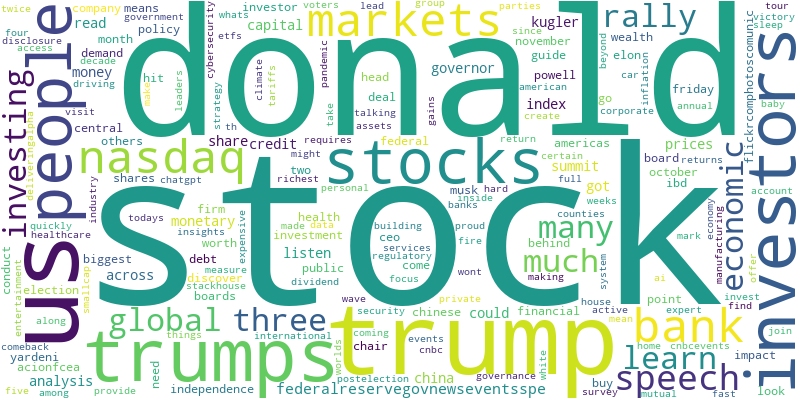 twice
company
means
whats
investor
voters
lead
group
parties
since
november
tour
victory
sleep
four
disclosure
access
decade
driving
read
month
demand
money
government
policy
etfs
capital
markets
kugler
rally
guide
wealth
beyond
elon
donald
investors
flickrcomphotoscomunic
deliveringalpha
investing
people
visit
central
others
hit
make
leaders
climate
tariffs
strategy
cybersecurity
pandemic
take
th
head
deal
talking
assets
governor
index
gains
powell
american
create
go
car
corporate
inflation
friday
annual
baby
us
nasdaq
share
credit
requires
might
federal
return
americas
certain
summit
prices
board
returns
october
ibd
economic
account
shares
chatgpt
two
richest
stocks
personal
musk
inside
banks
hard
full
got
weeks
counties
industry
todays
quickly
healthcare
firm
monetary
insights
worth
expensive
health
made
data
investment
building
ceo
services
regulatory
come
focus
proud
fire
wont
many
behind
much
making
system
economy
manufacturing
mark
stock
conduct
entertainment
biggest
across
debt
measure
discover
stackhouse
boards
listen
public
dividend
wave
security
private
chinese
could
financial
house
active
mean
ai
point
invest
find
offer
expert
join
election
smallcap
along
comeback
yardeni
acionfcea
analysis
five
among
global
three
things
international
trumps
trump
bank
home
cnbcevents
learn
impact
need
provide
independence
worlds
coming
chair
postelection
china
events
cnbc
governance
white
federalreservegovnewseventsspe
speech
buy
survey
mutual
fast
look